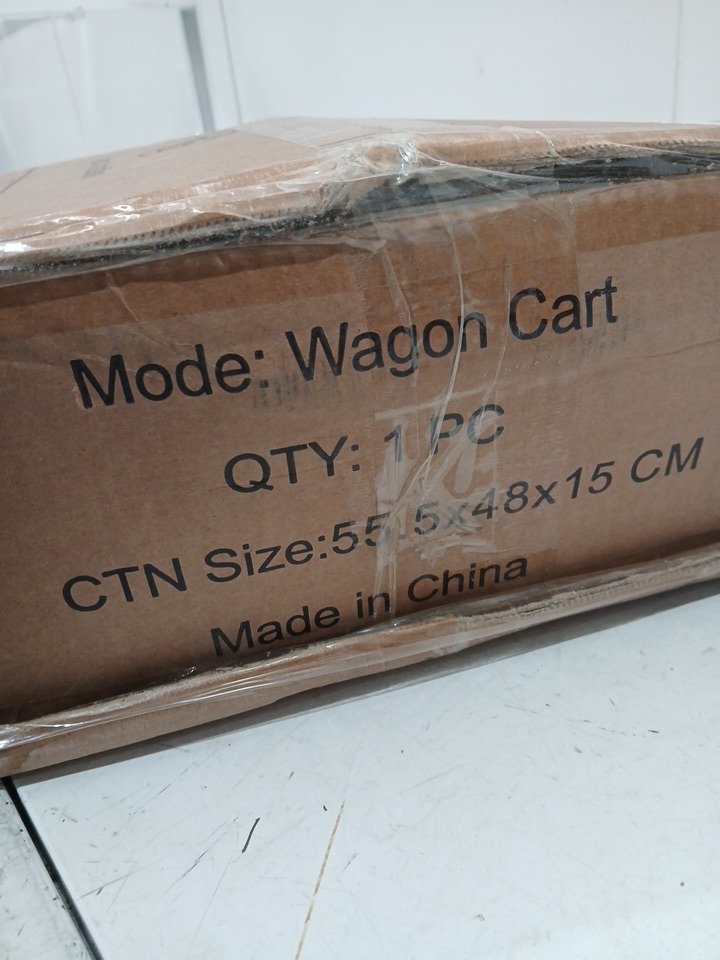 Mode: Wagon Cart
QTY: 1 PC
CTN Size:55.5x48x15 CM
Made in China